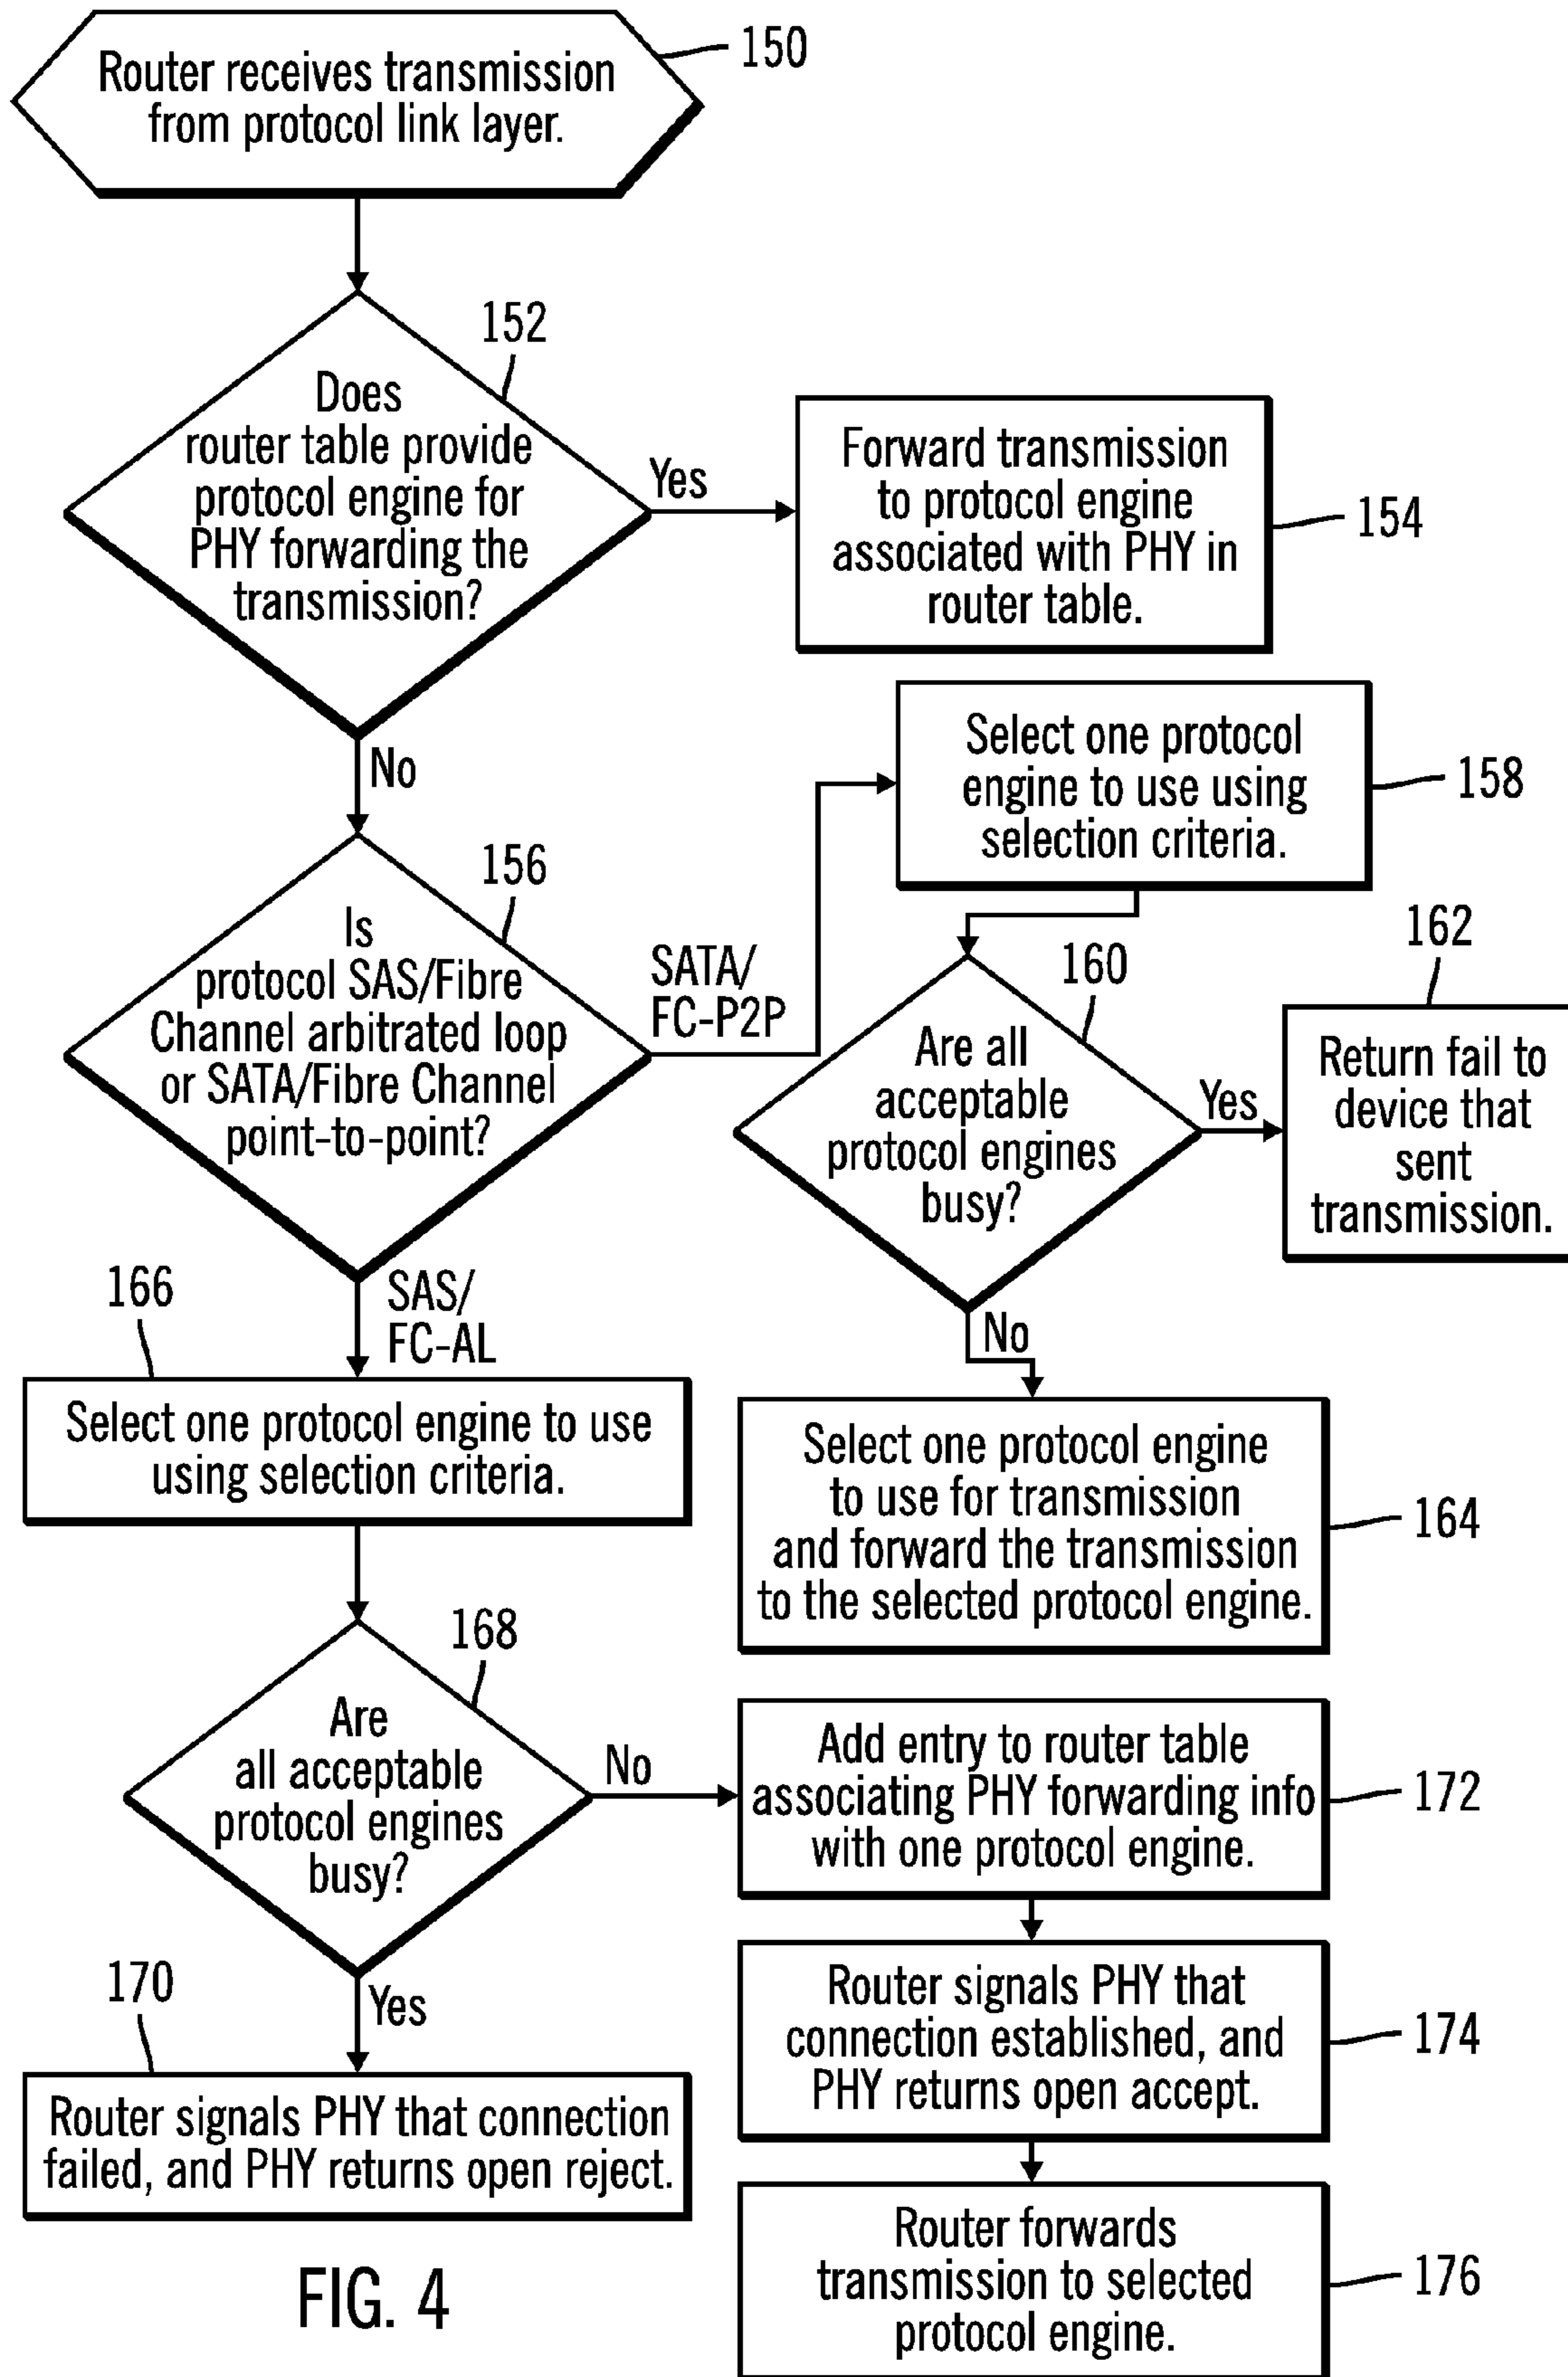 Router receives transmission
from protocol link layer.
150
152
Does
router table provide
protocol engine for
PHY forwarding the
transmission?
Yes
Forward transmission
to protocol engine
associated with PHY in
router table.
154
No
Select one protocol
engine to use using
selection criteria.
158
156
Is
protocol SAS/Fibre
Channel arbitrated loop
or SATA/Fibre Channel
point-to-point?
SATA/
FC-P2P
160
Are all
acceptable
protocol engines
busy?
Yes
162
Return fail to
device that
sent
transmission.
No
Select one protocol engine
to use for transmission
and forward the transmission
to the selected protocol engine.
164
SAS/
FC-AL
166
Select one protocol engine to use
using selection criteria.
168
Are
all acceptable
protocol engines
busy?
No
Add entry to router table
associating PHY forwarding info
with one protocol engine.
172
Yes
170
Router signals PHY that connection
failed, and PHY returns open reject.
Router signals PHY that
connection established, and
PHY returns open accept.
174
Router forwards
transmission to selected
protocol engine.
176
FIG. 4